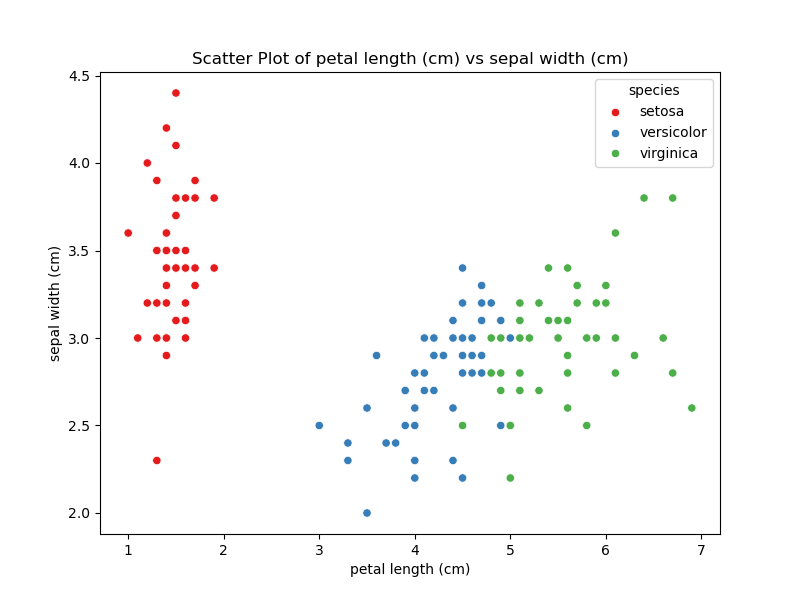 Scatter Plot of petal length (cm) vs sepal width (cm)
species
setosa
versicolor
virginica
4.5
4.0
3.5
3.0
2.5
2.0
sepal width (cm)
1 2 3 4 5 6 7
petal length (cm)